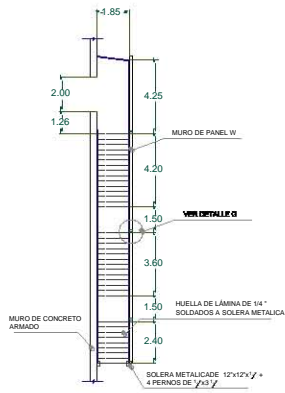 1.85
2.00
4.25
1.26
MURO DE PANEL W
4.20
1.50
VER DETALLE
3.60
1.50
HUELLA DE LÁMINA DE 1/4 "
SOLDADOS A SOLERA METALICA
MURO DE CONCRETO
ARMADO
2.40
SOLERA METALICADE 12"x12"x½" +
4 PERNOS DE